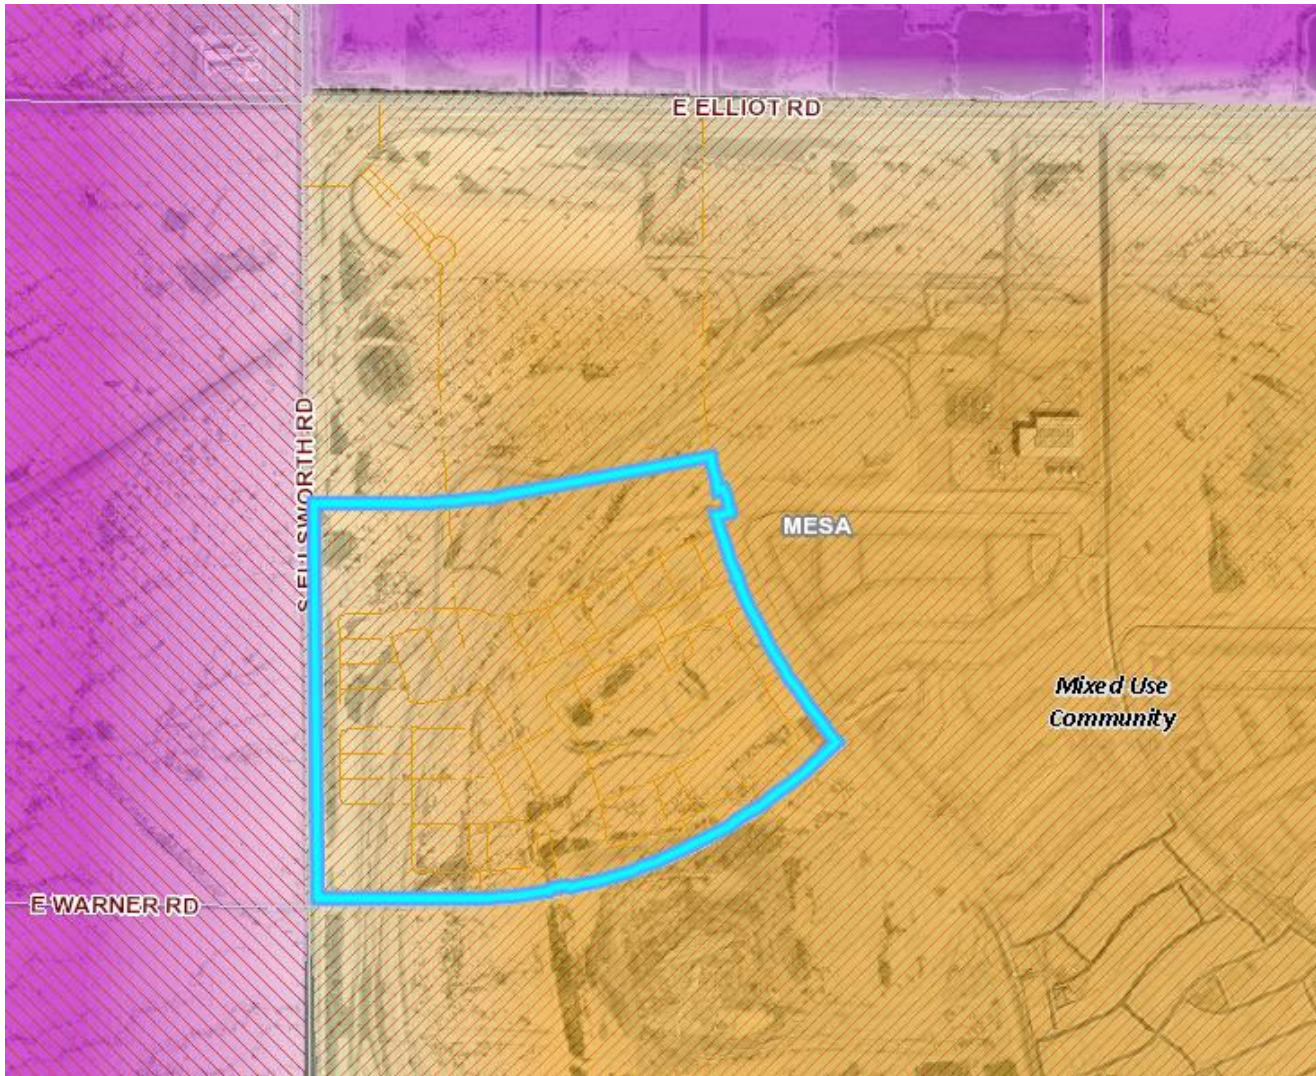 E ELLIOT RD
S ELLSWORTH RD
MESA
Mixed Use
Community
E WARNER RD